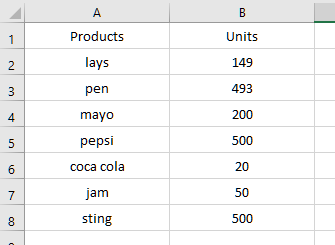 A B
1 Products Units
2 lays 149
3 pen 493
4 mayo 200
5 pepsi 500
6 coca cola 20
7 jam 50
8 sting 500